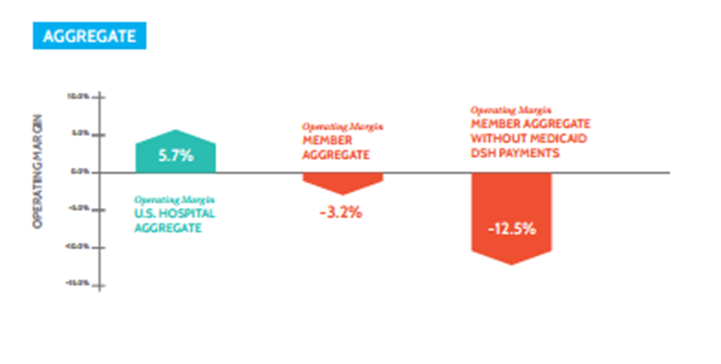 AGGREGATE
OPERATING MARGIN
10.0%
5.0%
0.0%
-5.0%
-10.0%
-15.0%
5.7%
Operating Margin
U.S. HOSPITAL
AGGREGATE
Operating Margin
MEMBER
AGGREGATE
-3.2%
Operating Margin
MEMBER AGGREGATE
WITHOUT MEDICAID
DSH PAYMENTS
-12.5%